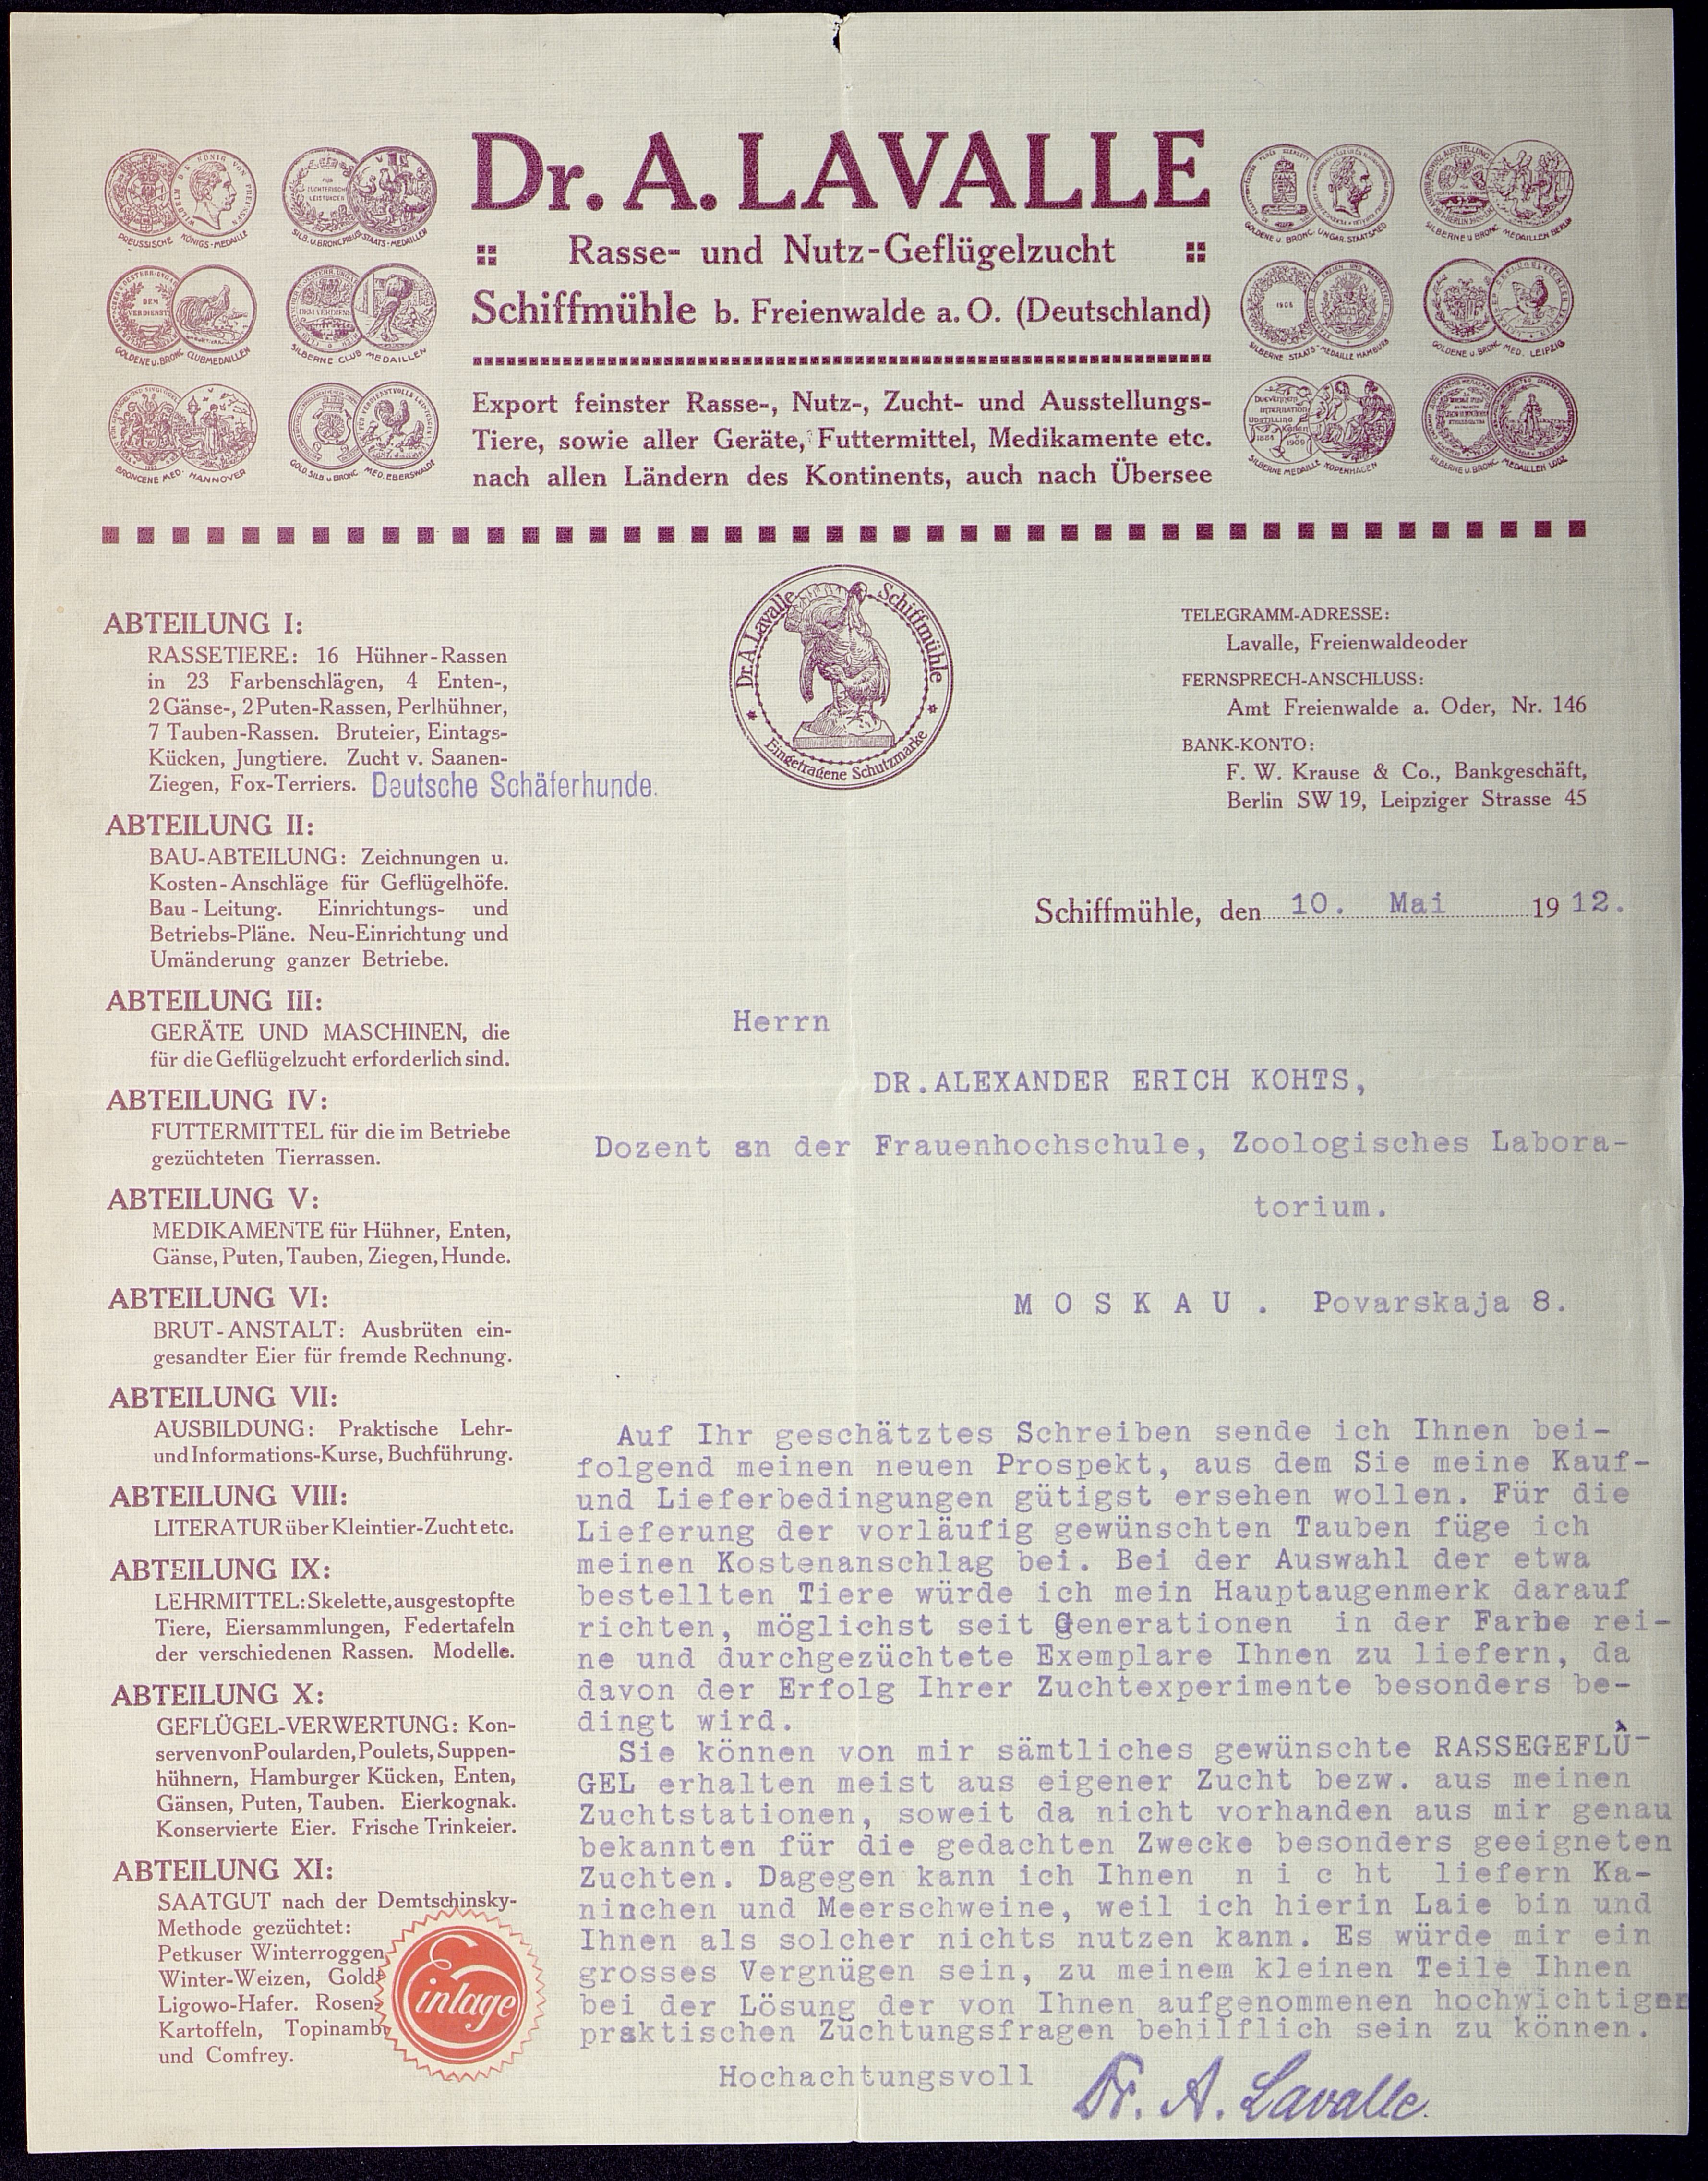 Dr. A. LAVALLE
Rasse- und Nutz-Geflügelzucht
Schiffmühle b. Freienwalde a. O. (Deutschland)
Export feinster Rasse-, Nutz-, Zucht- und Ausstellungs-
Tiere, sowie aller Geräte, Futtermittel, Medikamente etc.
nach allen Ländern des Kontinents, auch nach Übersee
PREUSSISCHE KÖNIGS-MEDAILLE
SILB. U. BRONC. PREUS. STAATS-MEDAILLEN
GOLDENE U. BRONC. CLUBMEDAILLEN
SILBERNE CLUB MEDAILLEN
BRONCENE MED. HANNOVER
GOLD. SILB U BRONC. MED. EBERSWALDE
GOLDENE U. BRONC. UNGAR. STAATSMED
SILBERNE U BRONC. MEDAILLEN BERLIN
SILBERNE STAATS-MEDAILLE HAMBURG
GOLDENE U. BRONC MED. LEIPZIG
SILBERNE MEDAILLE KOPENHAGEN
SILBERNE U. BRONC. MEDAILLEN LODZ
Dr. A. Lavalle Schiffmühle
Eingetragene Schutzmarke
TELEGRAMM-ADRESSE:
Lavalle, Freienwaldeoder
FERNSPRECH-ANSCHLUSS:
Amt Freienwalde a. Oder, Nr. 146
BANK-KONTO:
F. W. Krause & Co., Bankgeschäft,
Berlin SW 19, Leipziger Strasse 45
ABTEILUNG I:
RASSETIERE: 16 Hühner-Rassen
in 23 Farbenschlägen, 4 Enten-,
2 Gänse-, 2 Puten-Rassen, Perlhühner,
7 Tauben-Rassen. Bruteier, Eintags-
Kücken, Jungtiere. Zucht v. Saanen-
Ziegen, Fox-Terriers. Deutsche Schäferhunde.
ABTEILUNG II:
BAU-ABTEILUNG: Zeichnungen u.
Kosten-Anschläge für Geflügelhöfe.
Bau-Leitung. Einrichtungs- und
Betriebs-Pläne. Neu-Einrichtung und
Umänderung ganzer Betriebe.
ABTEILUNG III:
GERÄTE UND MASCHINEN, die
für die Geflügelzucht erforderlich sind.
ABTEILUNG IV:
FUTTERMITTEL für die im Betriebe
gezüchteten Tierrassen.
ABTEILUNG V:
MEDIKAMENTE für Hühner, Enten,
Gänse, Puten, Tauben, Ziegen, Hunde.
ABTEILUNG VI:
BRUT-ANSTALT: Ausbrüten ein-
gesandter Eier für fremde Rechnung.
ABTEILUNG VII:
AUSBILDUNG: Praktische Lehr-
und Informations-Kurse, Buchführung.
ABTEILUNG VIII:
LITERATUR über Kleintier-Zucht etc.
ABTEILUNG IX:
LEHRMITTEL: Skelette, ausgestopfte
Tiere, Eiersammlungen, Federtafeln
der verschiedenen Rassen. Modelle.
ABTEILUNG X:
GEFLÜGEL-VERWERTUNG: Kon-
serven von Poularden, Poulets, Suppen-
hühnern, Hamburger Kücken, Enten,
Gänsen, Puten, Tauben. Eierkognak.
Konservierte Eier. Frische Trinkeier.
ABTEILUNG XI:
SAATGUT nach der Demtschinsky-
Methode gezüchtet:
Petkuser Winterroggen
Winter-Weizen, Gold
Ligowo-Hafer. Rosen
Kartoffeln, Topinamb
und Comfrey.
Einlage
Schiffmühle, den 10. Mai 1912.
Herrn
DR.ALEXANDER ERICH KOHTS,
Dozent an der Frauenhochschule, Zoologisches Labora-
torium.
M O S K A U . Povarskaja 8.
Auf Ihr geschätztes Schreiben sende ich Ihnen bei-
folgend meinen neuen Prospekt, aus dem Sie meine Kauf-
und Lieferbedingungen gütigst ersehen wollen. Für die
Lieferung der vorläufig gewünschten Tauben füge ich
meinen Kostenanschlag bei. Bei der Auswahl der etwa
bestellten Tiere würde ich mein Hauptaugenmerk darauf
richten, möglichst seit Generationen in der Farbe rei-
ne und durchgezüchtete Exemplare Ihnen zu liefern, da
davon der Erfolg Ihrer Zuchtexperimente besonders be-
dingt wird.
Sie können von mir sämtliches gewünschte RASSEGEFLÜ-
GEL erhalten meist aus eigener Zucht bezw. aus meinen
Zuchtstationen, soweit da nicht vorhanden aus mir genau
bekannten für die gedachten Zwecke besonders geeigneten
Zuchten. Dagegen kann ich Ihnen n i c ht liefern Ka-
ninchen und Meerschweine, weil ich hierin Laie bin und
Ihnen als solcher nichts nutzen kann. Es würde mir ein
grosses Vergnügen sein, zu meinem kleinen Teile Ihnen
bei der Lösung der von Ihnen aufgenommenen hochwichtigen
praktischen Züchtungsfragen behilflich sein zu können.
Hochachtungsvoll
Dr. A. Lavalle.